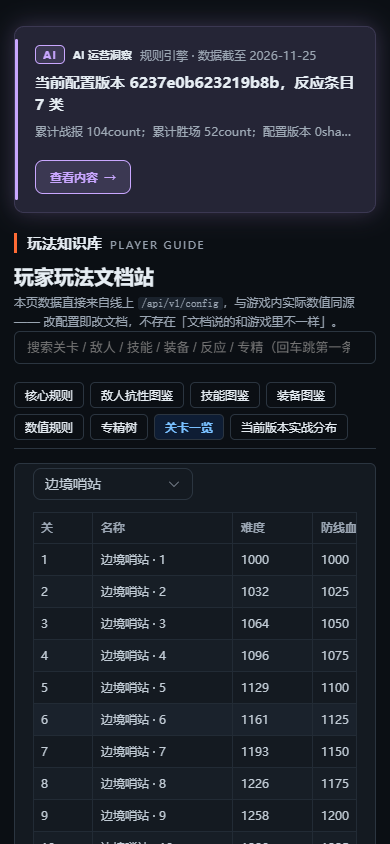 AI AI 运营洞察 规则引擎 · 数据截至 2026-11-25
当前配置版本 6237e0b623219b8b，反应条目
7 类
累计战报 104count；累计胜场 52count；配置版本 0sha...
查看内容 →
玩法知识库 PLAYER GUIDE
玩家玩法文档站
本页数据直接来自线上 /api/v1/config，与游戏内实际数值同源
—— 改配置即改文档，不存在「文档说的和游戏里不一样」。
搜索关卡 / 敌人 / 技能 / 装备 / 反应 / 专精（回车跳第一条
核心规则 敌人抗性图鉴 技能图鉴 装备图鉴
数值规则 专精树 关卡一览 当前版本实战分布
边境哨站
关 名称 难度 防线血
1 边境哨站 · 1 1000 1000
2 边境哨站 · 2 1032 1025
3 边境哨站 · 3 1064 1050
4 边境哨站 · 4 1096 1075
5 边境哨站 · 5 1129 1100
6 边境哨站 · 6 1161 1125
7 边境哨站 · 7 1193 1150
8 边境哨站 · 8 1226 1175
9 边境哨站 · 9 1258 1200